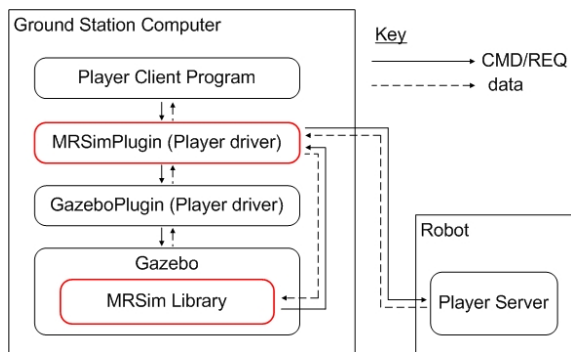 Ground Station Computer
Key
CMD/REQ
data
Player Client Program
MRSimPlugin (Player driver)
GazeboPlugin (Player driver)
Gazebo
MRSim Library
Robot
Player Server